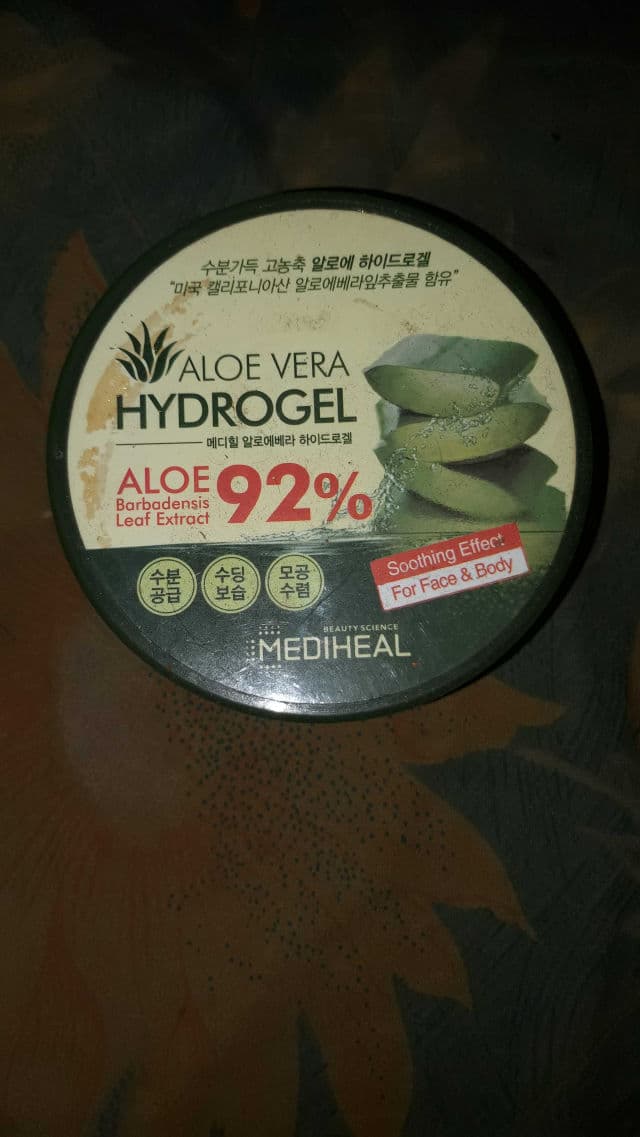 수분가득 고농축 알로에 하이드로겔
"미국 캘리포니아산 알로에베라잎추출물 함유"
ALOE VERA
HYDROGEL
메디힐 알로에베라 하이드로겔
ALOE
Barbadensis
Leaf Extract
92%
수분
공급
수딩
보습
모공
수렴
Soothing Effect
For Face & Body
BEAUTY SCIENCE
MEDIHEAL